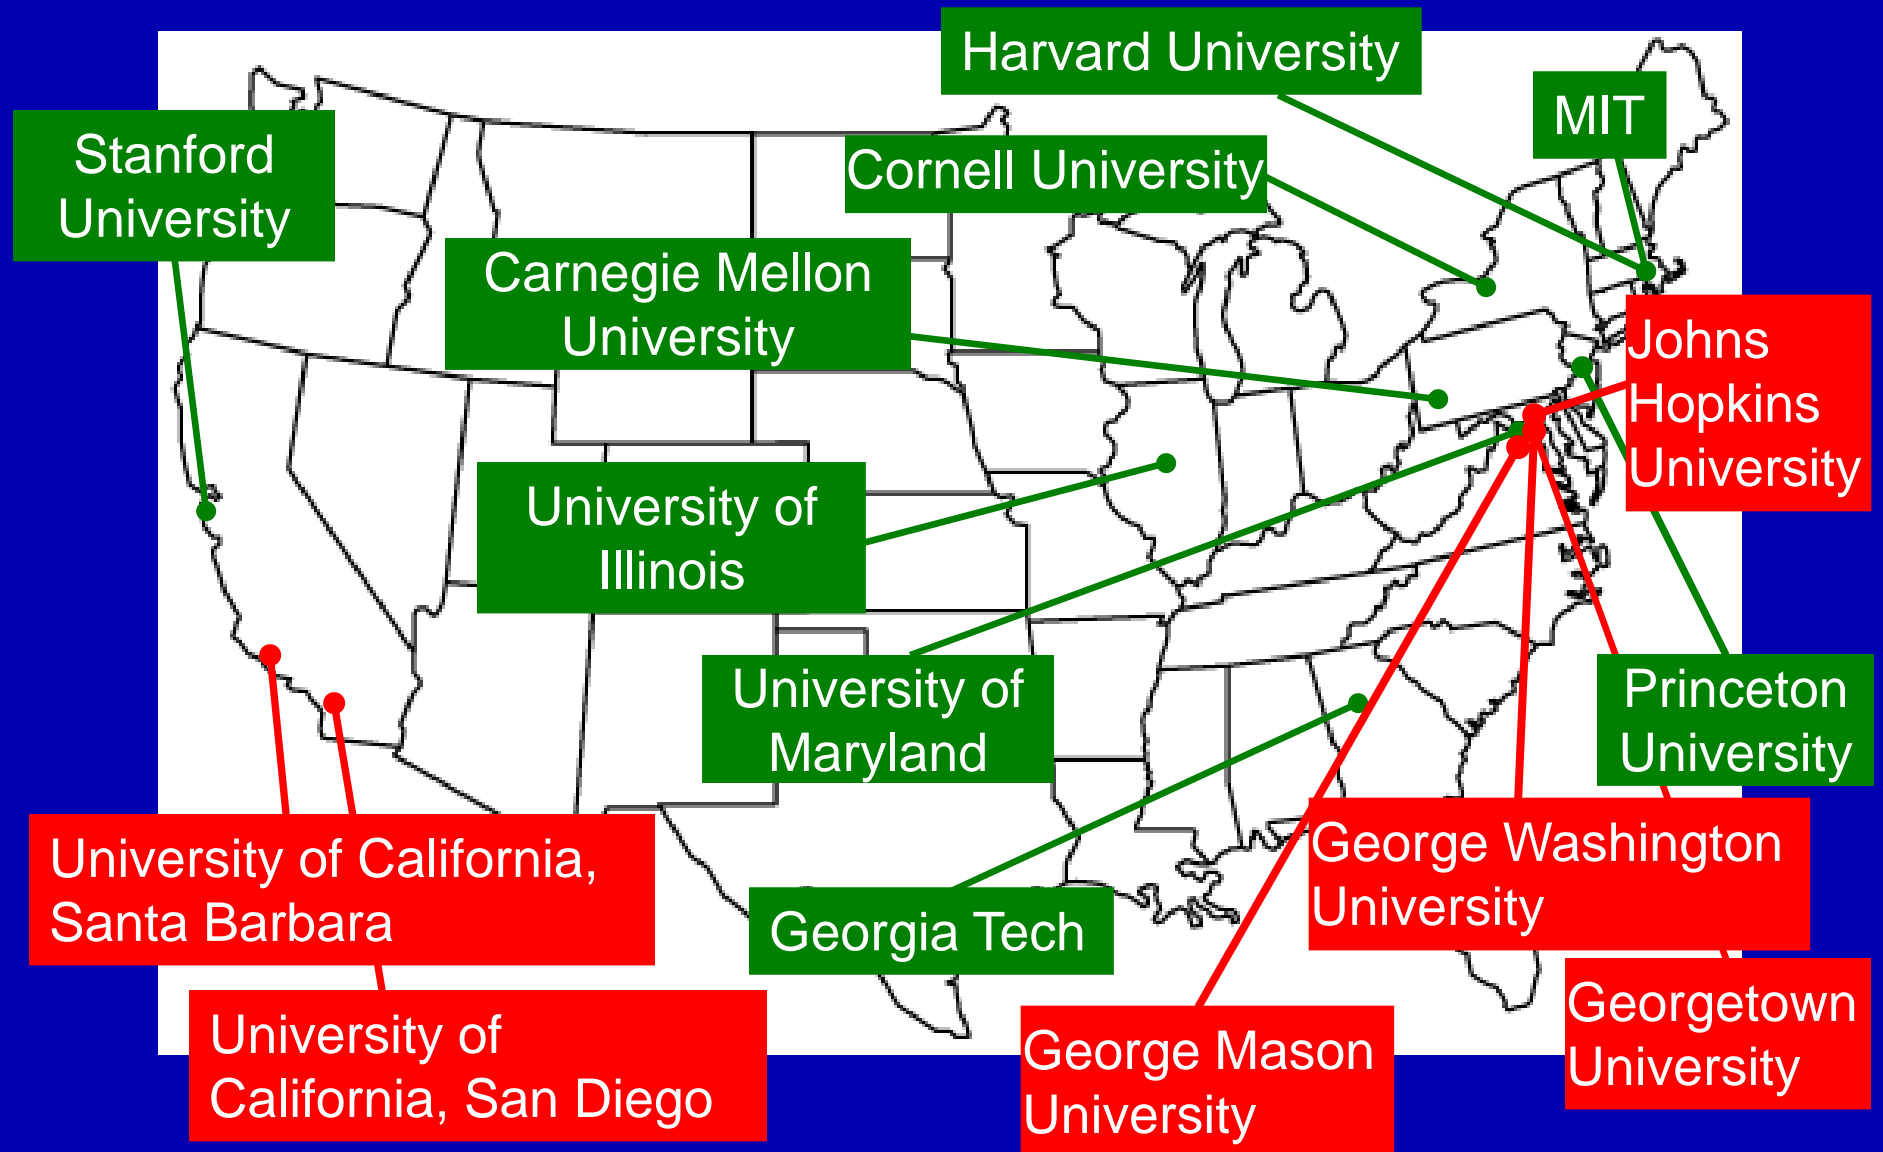 Harvard University
MIT
Stanford
University
Cornell University
Carnegie Mellon
University
Johns
Hopkins
University
University of
Illinois
University of
Maryland
Princeton
University
University of California,
Santa Barbara
George Washington
University
Georgia Tech
University of
California, San Diego
George Mason
University
Georgetown
University